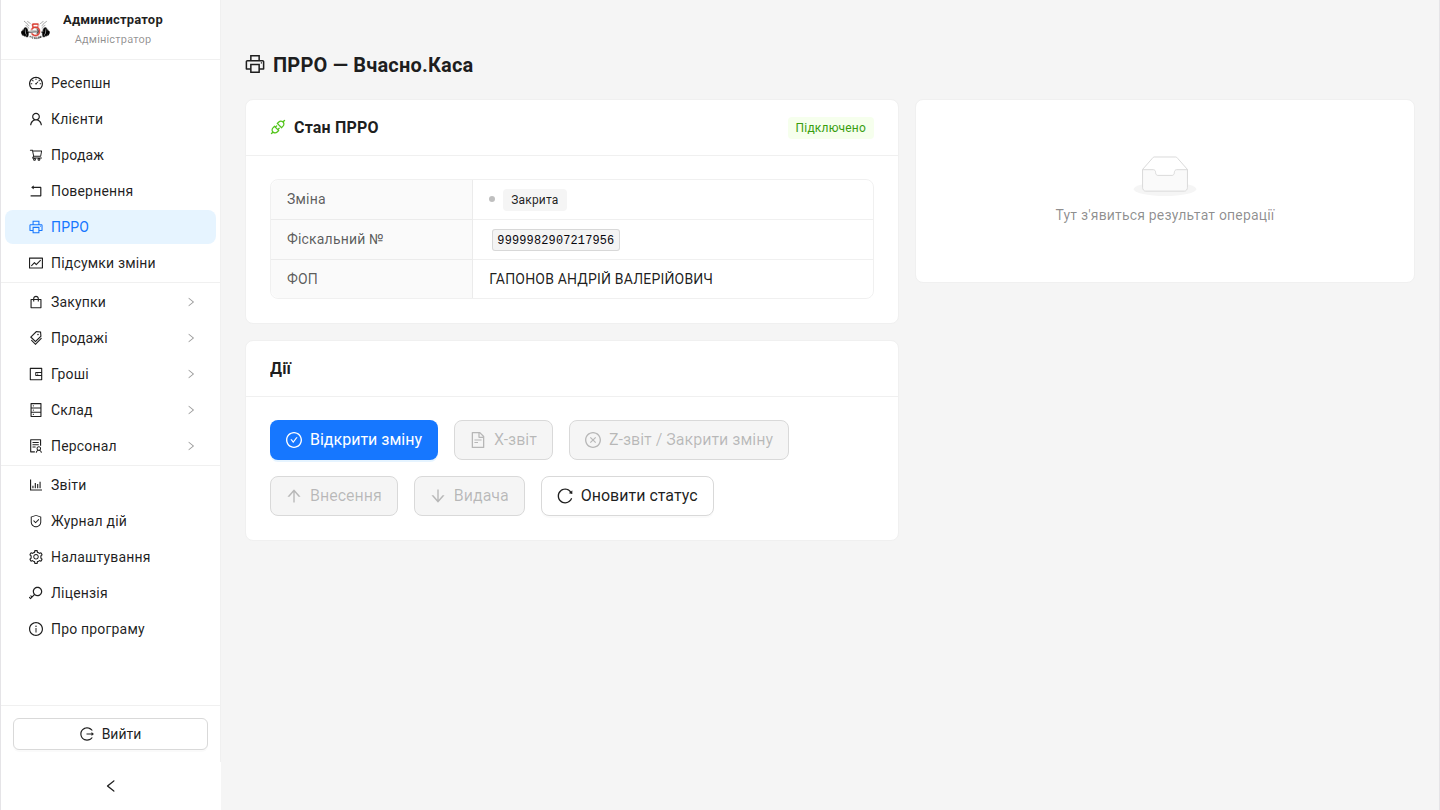 5
Администратор
Адміністратор
Ресепшн
Клієнти
Продаж
Повернення
ПРРО
Підсумки зміни
Закупки
Продажі
Гроші
Склад
Персонал
Звіти
Журнал дій
Налаштування
Ліцензія
Про програму
Вийти
ПРРО — Вчасно.Каса
Стан ПРРО
Підключено
Зміна
Закрита
Фіскальний №
9999982907217956
ФОП
ГАПОНОВ АНДРІЙ ВАЛЕРІЙОВИЧ
Дії
Відкрити зміну
X-звіт
Z-звіт / Закрити зміну
Внесення
Видача
Оновити статус
Тут з'явиться результат операції